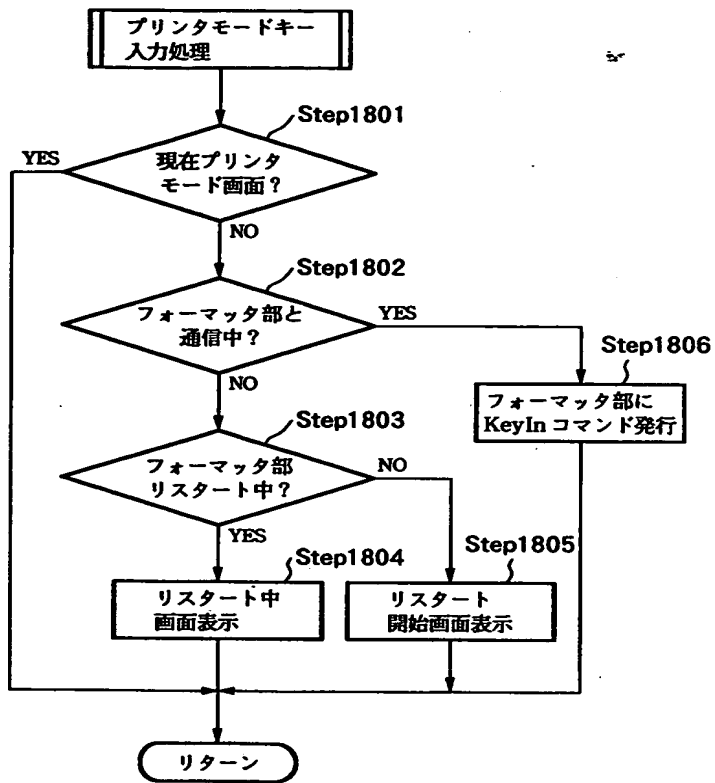 プリンタモードキー
入力処理
Step1801
YES
現在プリンタ
モード画面？
NO
Step1802
フォーマッタ部と
通信中？
YES
Step1806
NO
フォーマッタ部に
KeyInコマンド発行
Step1803
フォーマッタ部
リスタート中？
NO
YES
Step1804
Step1805
リスタート中
画面表示
リスタート
開始画面表示
リターン